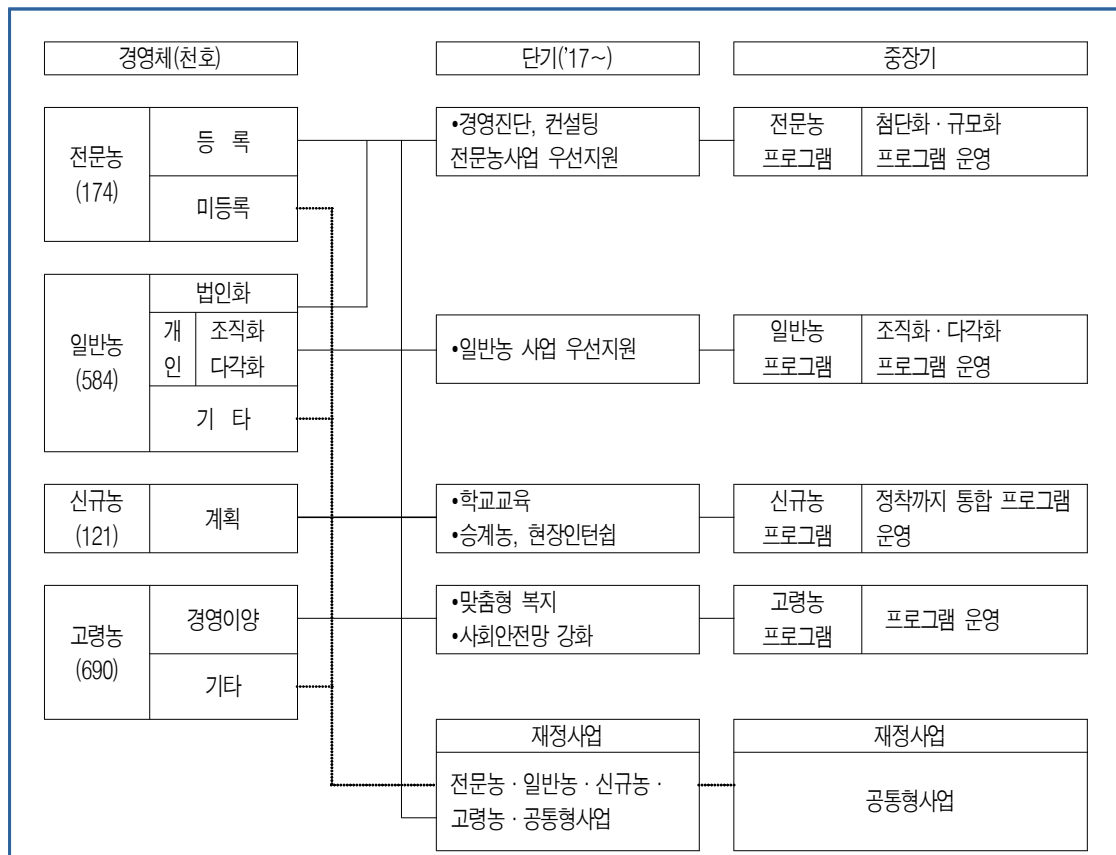 경영체(천호)
단기('17~)
중장기
전문농
(174)
등 록
미등록
•경영진단, 컨설팅
전문농사업 우선지원
전문농
프로그램
첨단화 · 규모화
프로그램 운영
일반농
(584)
법인화
개
인
조직화
다각화
기 타
•일반농 사업 우선지원
일반농
프로그램
조직화 · 다각화
프로그램 운영
신규농
(121)
계획
•학교교육
•승계농, 현장인턴쉽
신규농
프로그램
정착까지 통합 프로그램
운영
고령농
(690)
경영이양
기타
•맞춤형 복지
•사회안전망 강화
고령농
프로그램
프로그램 운영
재정사업
전문농 · 일반농 · 신규농 ·
고령농 · 공통형사업
재정사업
공통형사업